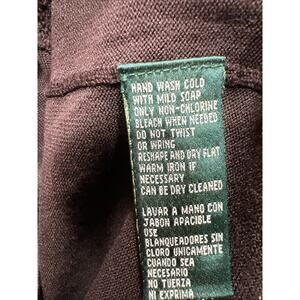 HAND WASH COLD
WITH MILD SOAP
ONLY NON-CHLORINE
BLEACH WHEN NEEDED
DO NOT TWIST
OR WRING
RESHAPE AND DRY FLAT
WARM IRON IF
NECESSARY
CAN BE DRY CLEANED
LAVAR A MANO CON
JABON APACIBLE
USE
BLANQUEADORES SIN
CLORO UNICAMENTE
CUANDO SEA
NECESARIO
NO TUERZA
NI EXPRIMA